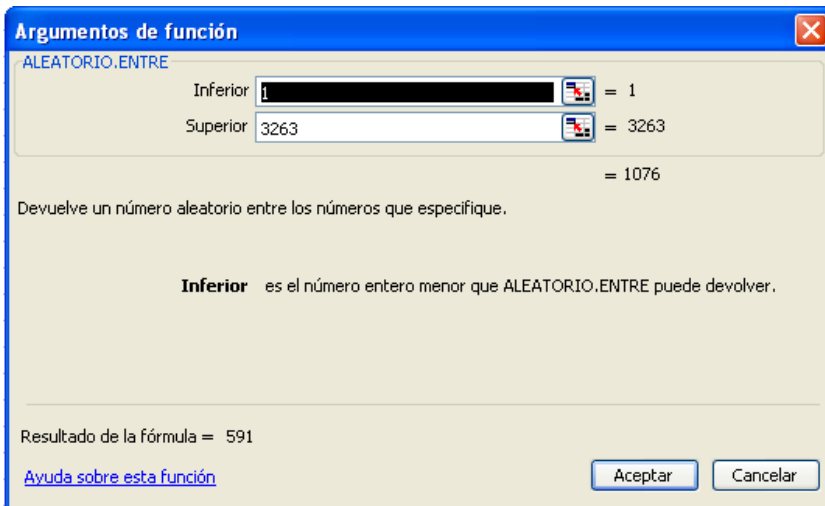 Argumentos de función
ALEATORIO.ENTRE
Inferior 1 = 1
Superior 3263 = 3263
= 1076
Devuelve un número aleatorio entre los números que especifique.
Inferior es el número entero menor que ALEATORIO.ENTRE puede devolver.
Resultado de la fórmula = 591
Ayuda sobre esta función Aceptar Cancelar